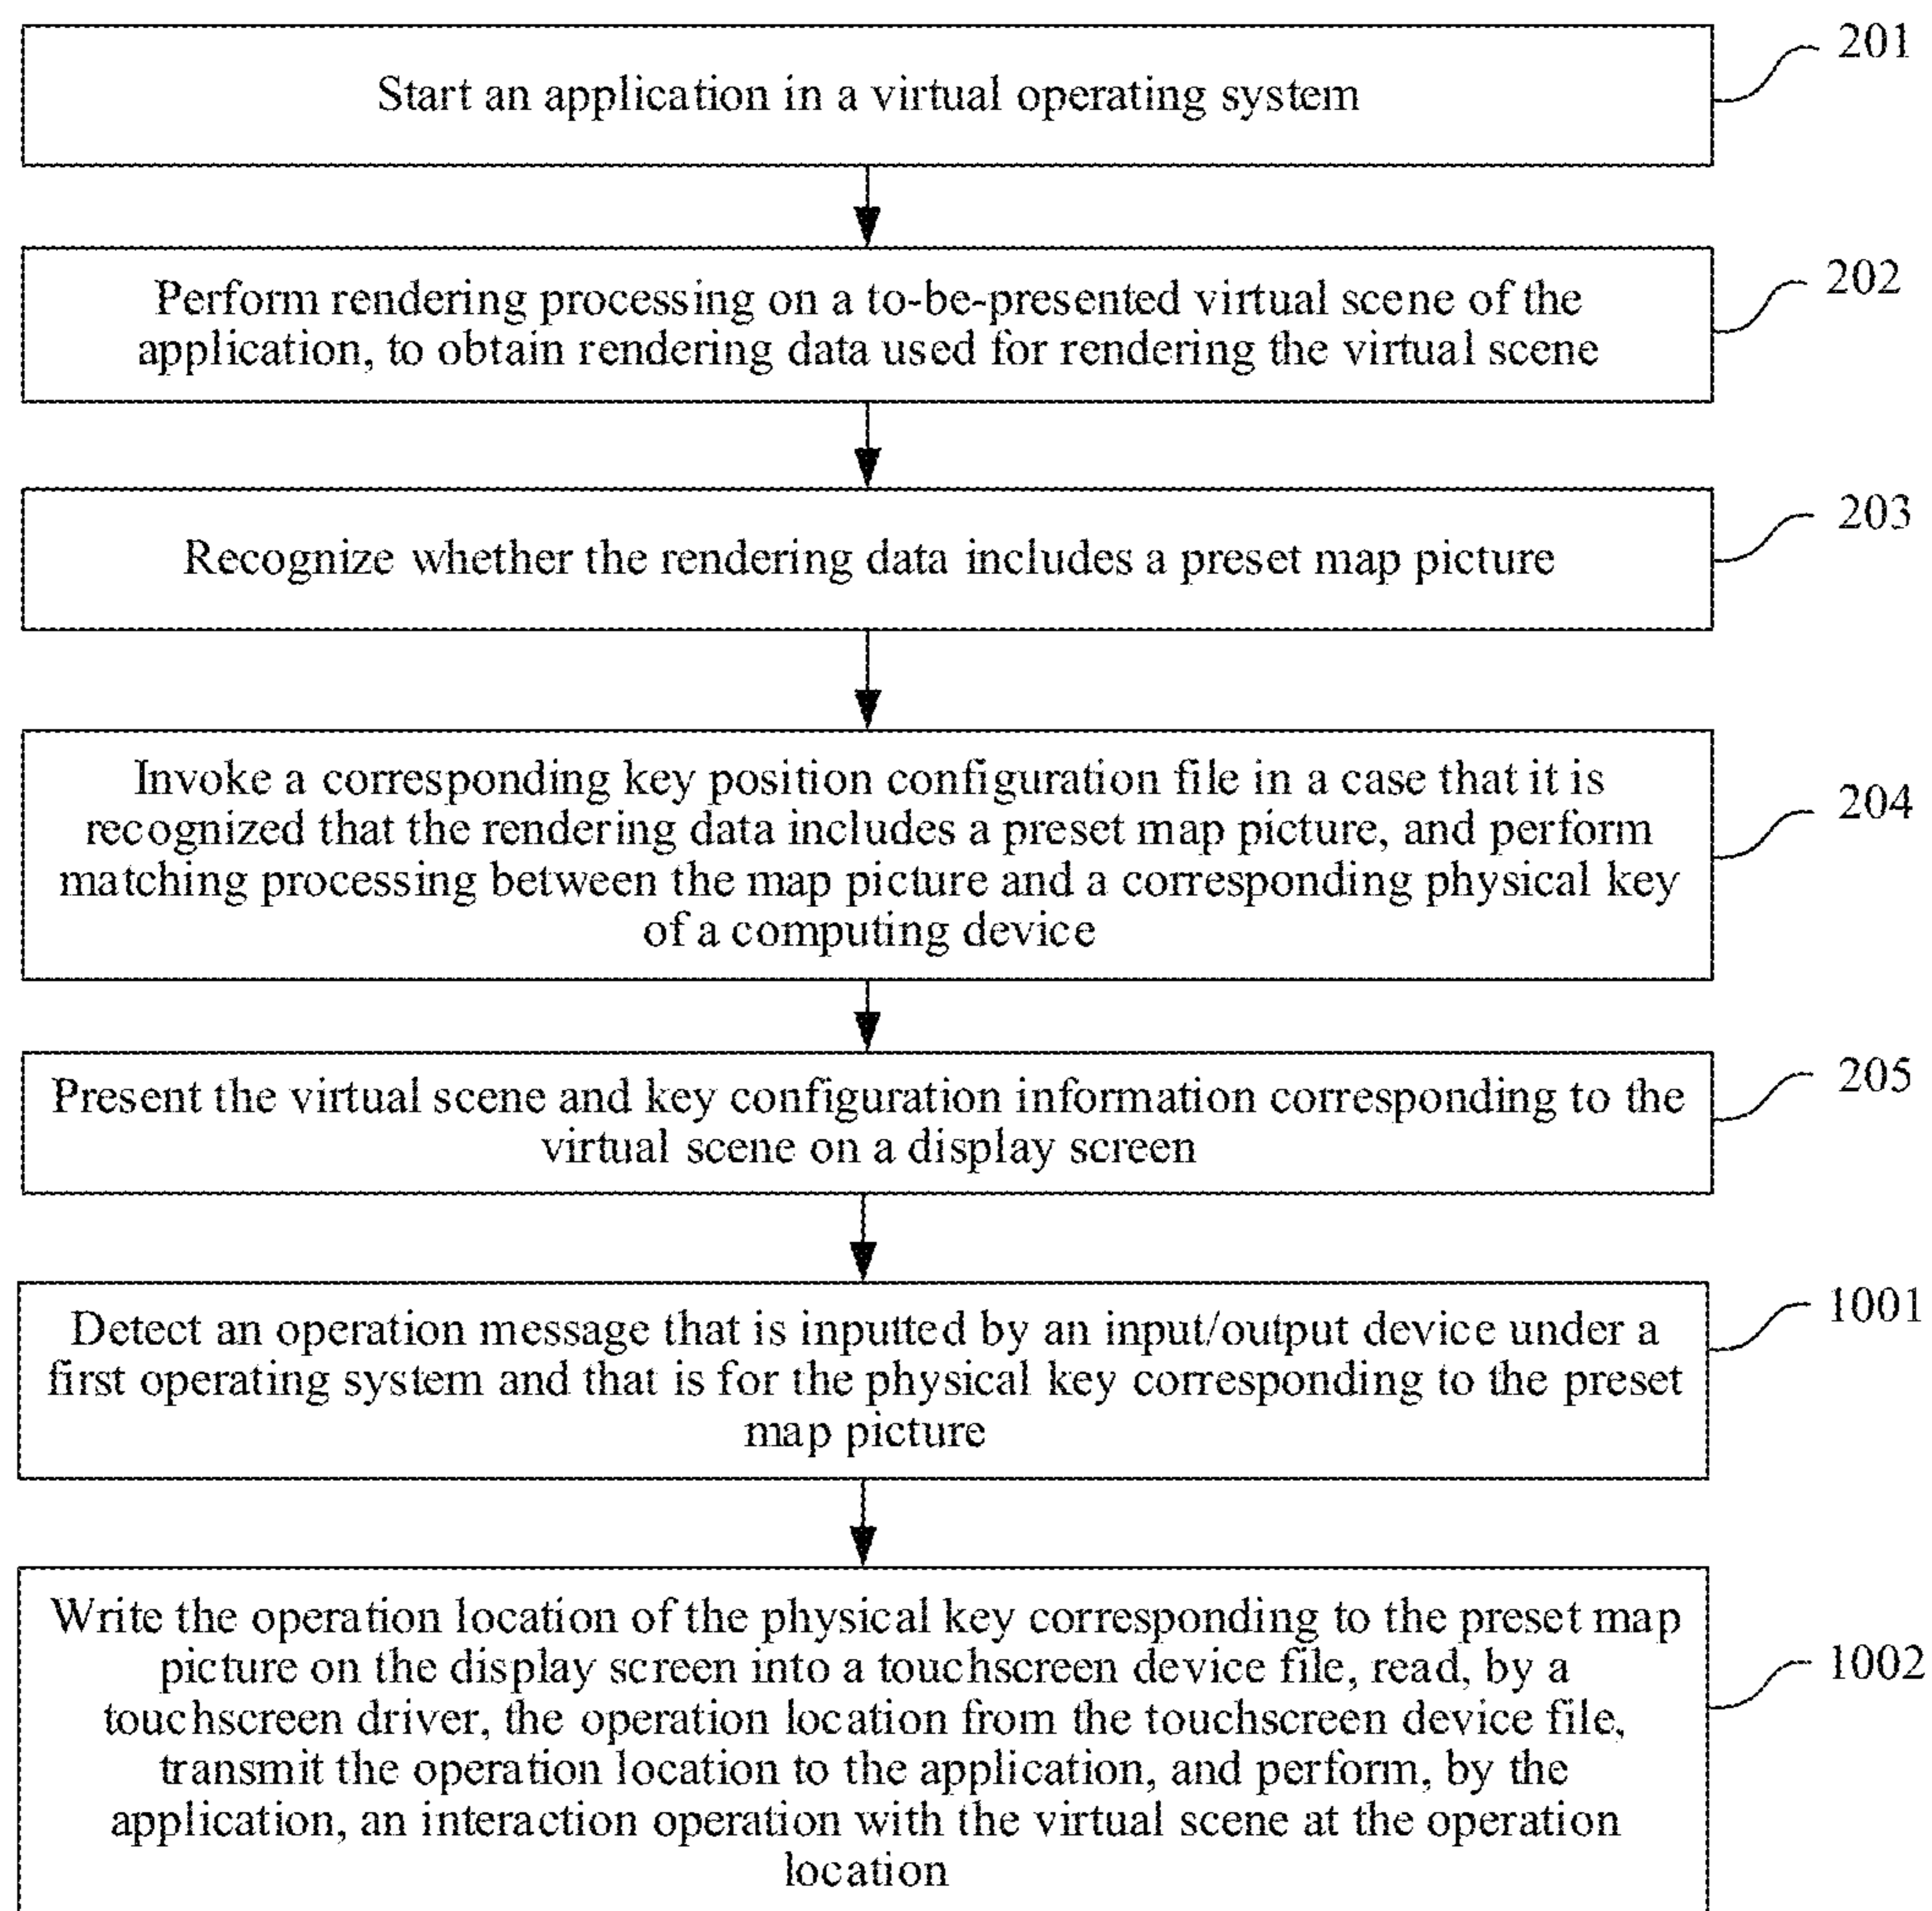 201
Start an application in a virtual operating system
202
Perform rendering processing on a to-be-presented virtual scene of the
application, to obtain rendering data used for rendering the virtual scene
203
Recognize whether the rendering data includes a preset map picture
Invoke a corresponding key position configuration file in a case that it is
204
recognized that the rendering data includes a preset map picture, and perform
matching processing between the map picture and a corresponding physical key
of a computing device
205
Present the virtual scene and key configuration information corresponding to the
virtual scene on a display screen
1001
Detect an operation message that is inputted by an input/output device under a
first operating system and that is for the physical key corresponding to the preset
map picture
Write the operation location of the physical key corresponding to the preset map
1002
picture on the display screen into a touchscreen device file, read, by a
touchscreen driver, the operation location from the touchscreen device file,
transmit the operation location to the application, and perform, by the
application, an interaction operation with the virtual scene at the operation
location